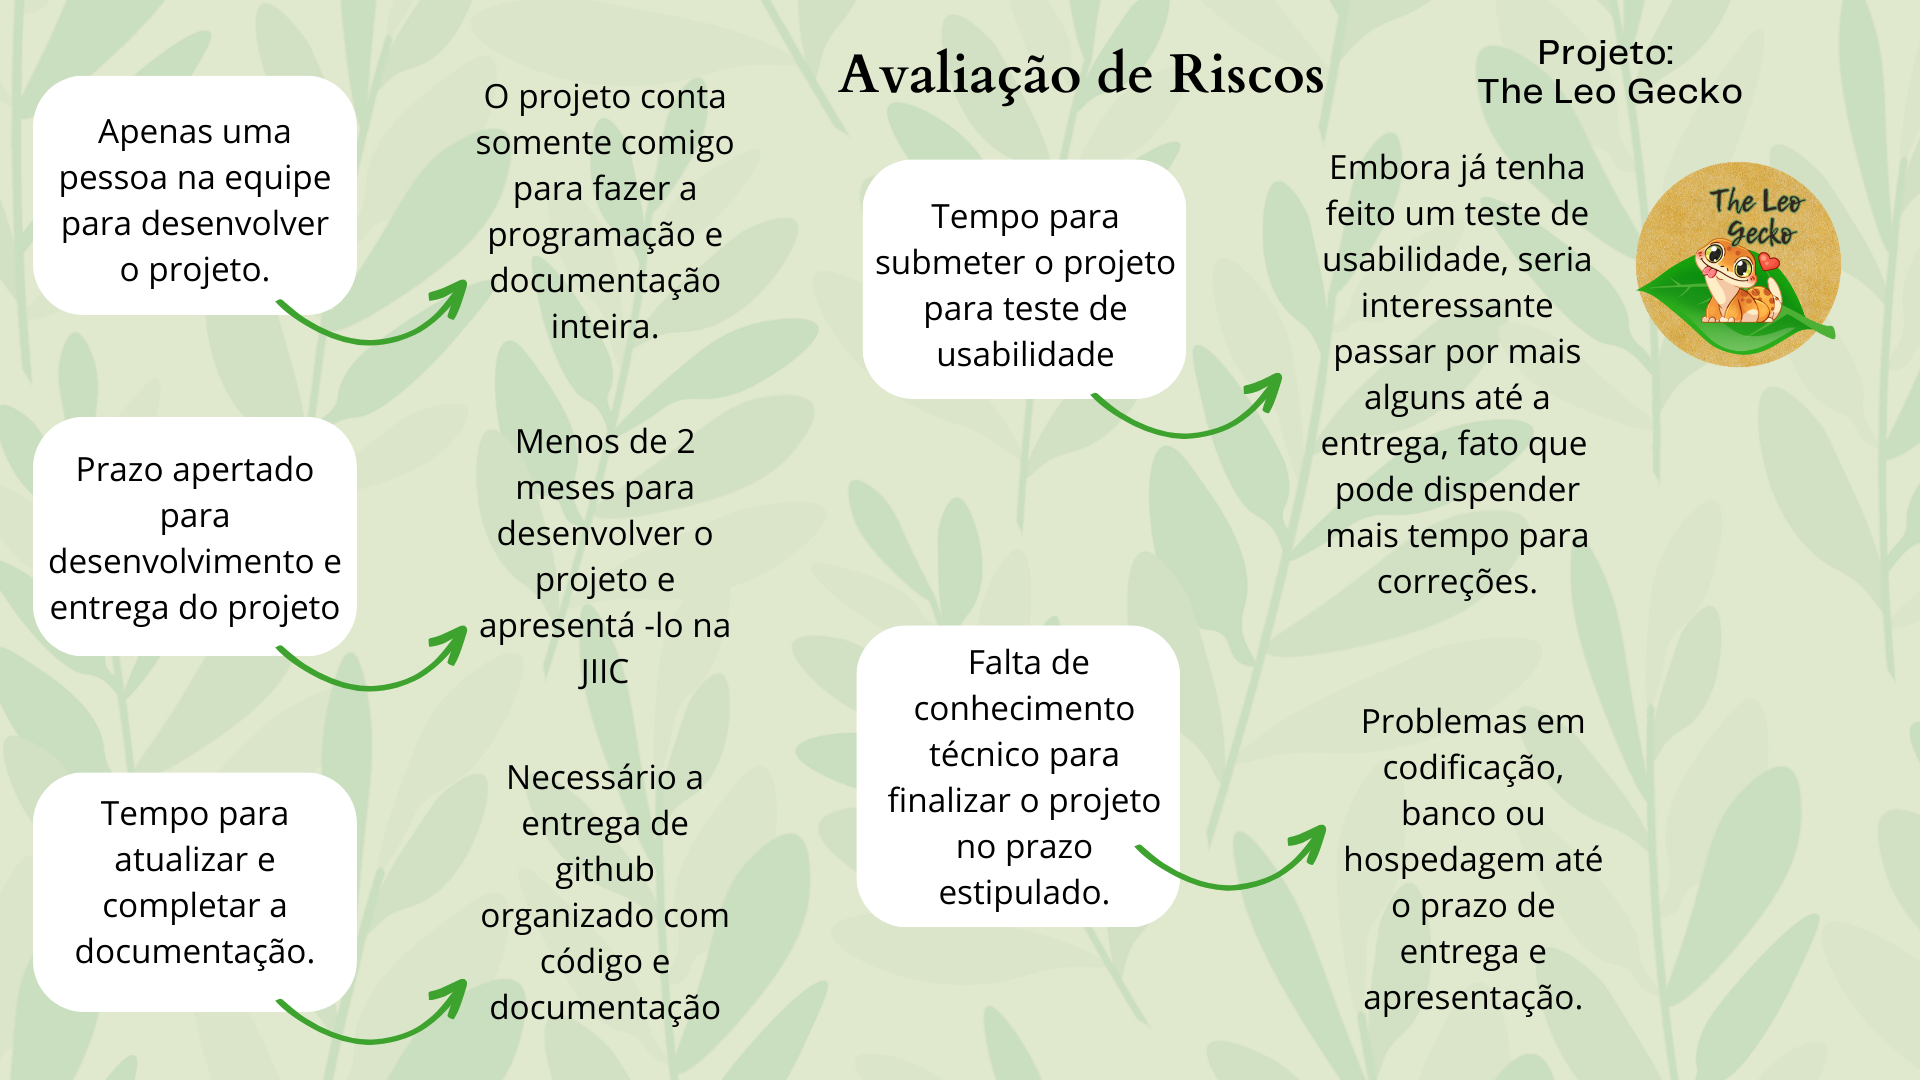 Avaliação de Riscos
Projeto:
The Leo Gecko
The Leo
Gecko
Apenas uma
pessoa na equipe
para desenvolver
o projeto.
O projeto conta
somente comigo
para fazer a
programação e
documentação
inteira.
Prazo apertado
para
desenvolvimento e
entrega do projeto
Menos de 2
meses para
desenvolver o
projeto e
apresentá -lo na
JIIC
Tempo para
atualizar e
completar a
documentação.
Necessário a
entrega de
github
organizado com
código e
documentação
Tempo para
submeter o projeto
para teste de
usabilidade
Embora já tenha
feito um teste de
usabilidade, seria
interessante
passar por mais
alguns até a
entrega, fato que
pode dispender
mais tempo para
correções.
Falta de
conhecimento
técnico para
finalizar o projeto
no prazo
estipulado.
Problemas em
codificação,
banco ou
hospedagem até
o prazo de
entrega e
apresentação.